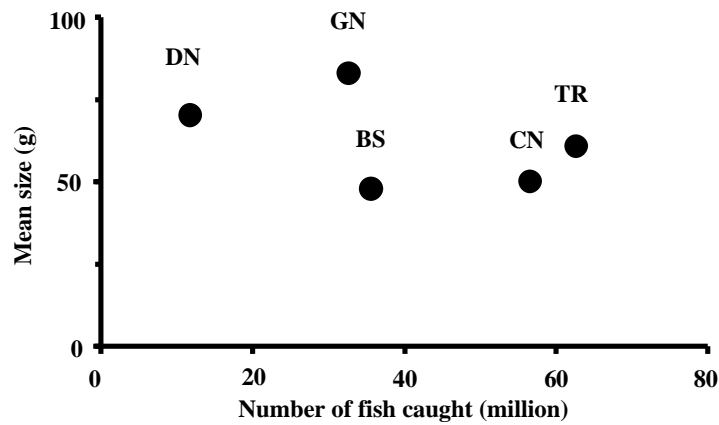 100
GN
DN
TR
BS
CN
50
Mean size (g)
0
0
20
40
60
80
Number of fish caught (million)